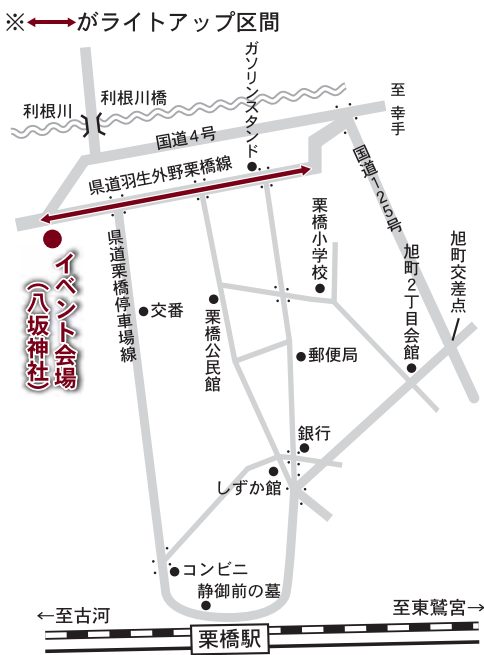 ※⟷がライトアップ区間
ガソリンスタンド
至 幸手
利根川
利根川橋
国道4号
県道羽生外野栗橋線
国道125号
栗橋小学校
旭町交差点
旭町2丁目会館
県道栗橋停車場線
イベント会場
（八坂神社）
交番
栗橋公民館
郵便局
銀行
しずか館
コンビニ
静御前の墓
←至古河
至東鷲宮→
栗橋駅